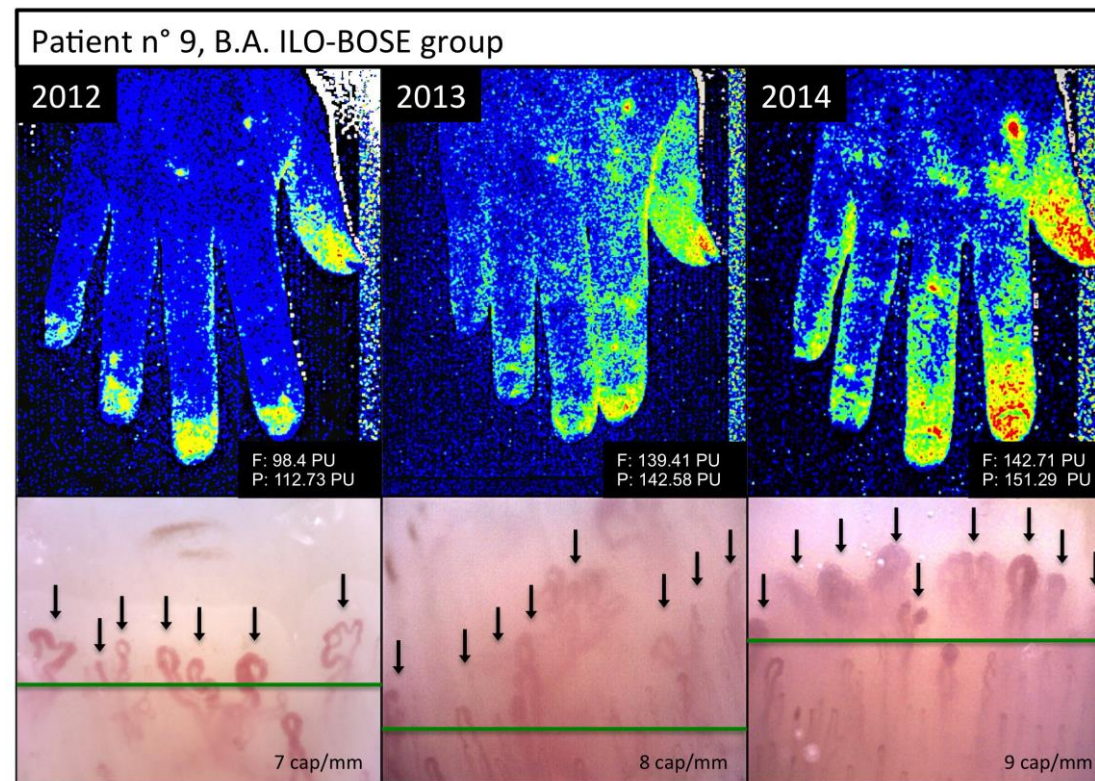 Patient n° 9, B.A. ILO-BOSE group
2012
2013
2014
F: 98.4 PU
P: 112.73 PU
F: 139.41 PU
P: 142.58 PU
F: 142.71 PU
P: 151.29 PU
7 cap/mm
8 cap/mm
9 cap/mm